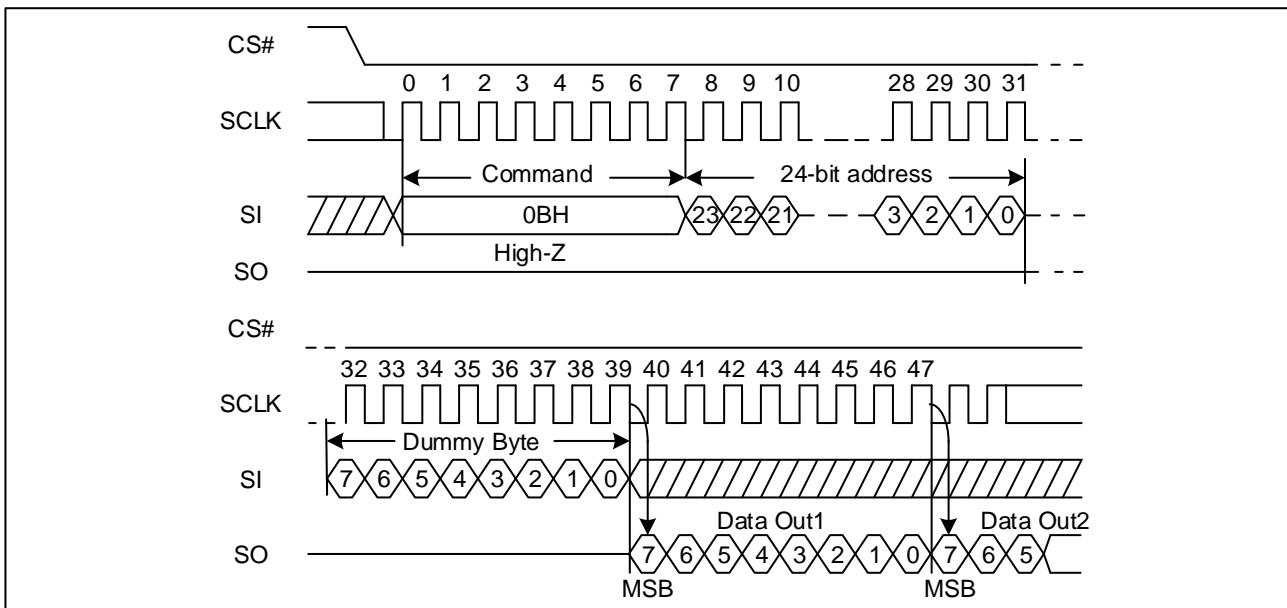 CS#
0 1 2 3 4 5 6 7 8 9 10 28 29 30 31
SCLK
Command 24-bit address
SI 0BH 23 22 21 3 2 1 0
High-Z
SO
CS#
32 33 34 35 36 37 38 39 40 41 42 43 44 45 46 47
SCLK
Dummy Byte
SI 7 6 5 4 3 2 1 0
Data Out1 Data Out2
SO 7 6 5 4 3 2 1 0 7 6 5
MSB MSB